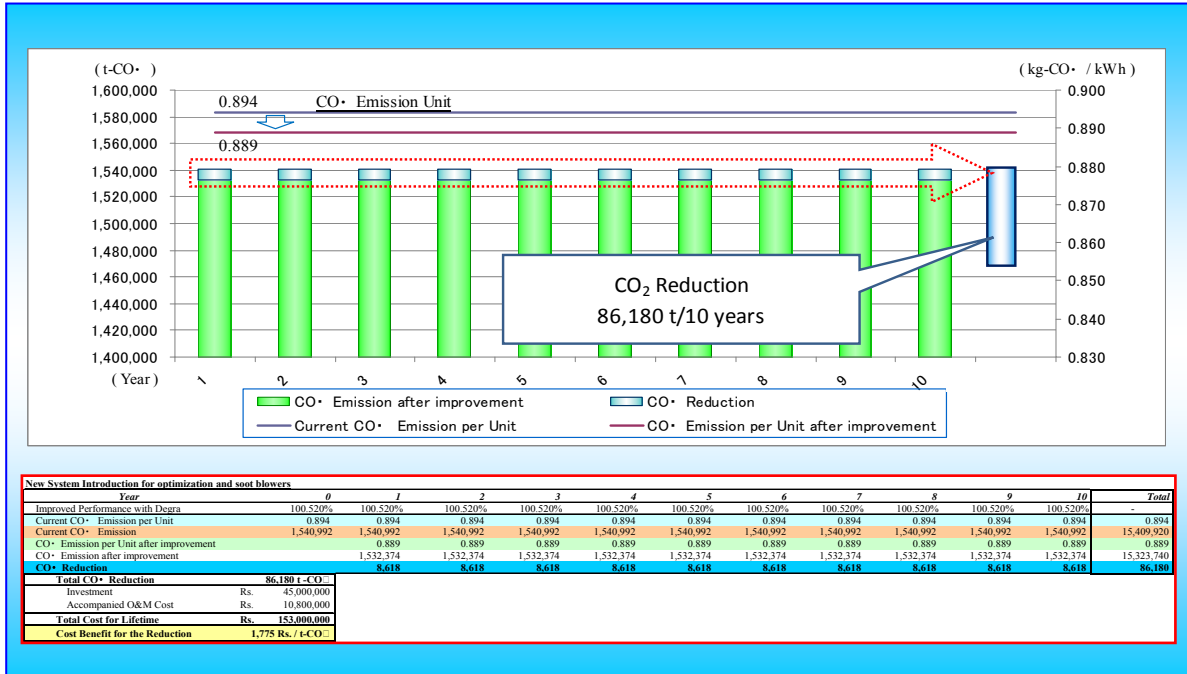 ( t-CO・ ) ( kg-CO・ / kWh )
1,600,000 0.900
0.894 CO・ Emission Unit
1,580,000 0.890
1,560,000
0.889
1,540,000 0.880
1,520,000 0.870
1,500,000
1,480,000 0.860
1,460,000 0.850
1,440,000
1,420,000 0.840
1,400,000 0.830
CO2 Reduction
86,180 t/10 years
( Year ) 1 2 3 4 5 6 7 8 9 10
CO・ Emission after improvement CO・ Reduction
Current CO・ Emission per Unit CO・ Emission per Unit after improvement
New System Introduction for optimization and soot blowers
Year 0 1 2 3 4 5 6 7 8 9 10 Total
Improved Performance with Degra 100.520% 100.520% 100.520% 100.520% 100.520% 100.520% 100.520% 100.520% 100.520% 100.520% 100.520% -
Current CO・ Emission per Unit 0.894 0.894 0.894 0.894 0.894 0.894 0.894 0.894 0.894 0.894 0.894 0.894
Current CO・ Emission 1,540,992 1,540,992 1,540,992 1,540,992 1,540,992 1,540,992 1,540,992 1,540,992 1,540,992 1,540,992 1,540,992 15,409,920
CO・ Emission per Unit after improvement 0.889 0.889 0.889 0.889 0.889 0.889 0.889 0.889 0.889 0.889 0.889
CO・ Emission after improvement 1,532,374 1,532,374 1,532,374 1,532,374 1,532,374 1,532,374 1,532,374 1,532,374 1,532,374 1,532,374 15,323,740
CO・ Reduction 8,618 8,618 8,618 8,618 8,618 8,618 8,618 8,618 8,618 8,618 86,180
Total CO・ Reduction 86,180 t -CO□
Investment Rs. 45,000,000
Accompanied O&M Cost Rs. 10,800,000
Total Cost for Lifetime Rs. 153,000,000
Cost Benefit for the Reduction 1,775 Rs. / t-CO□